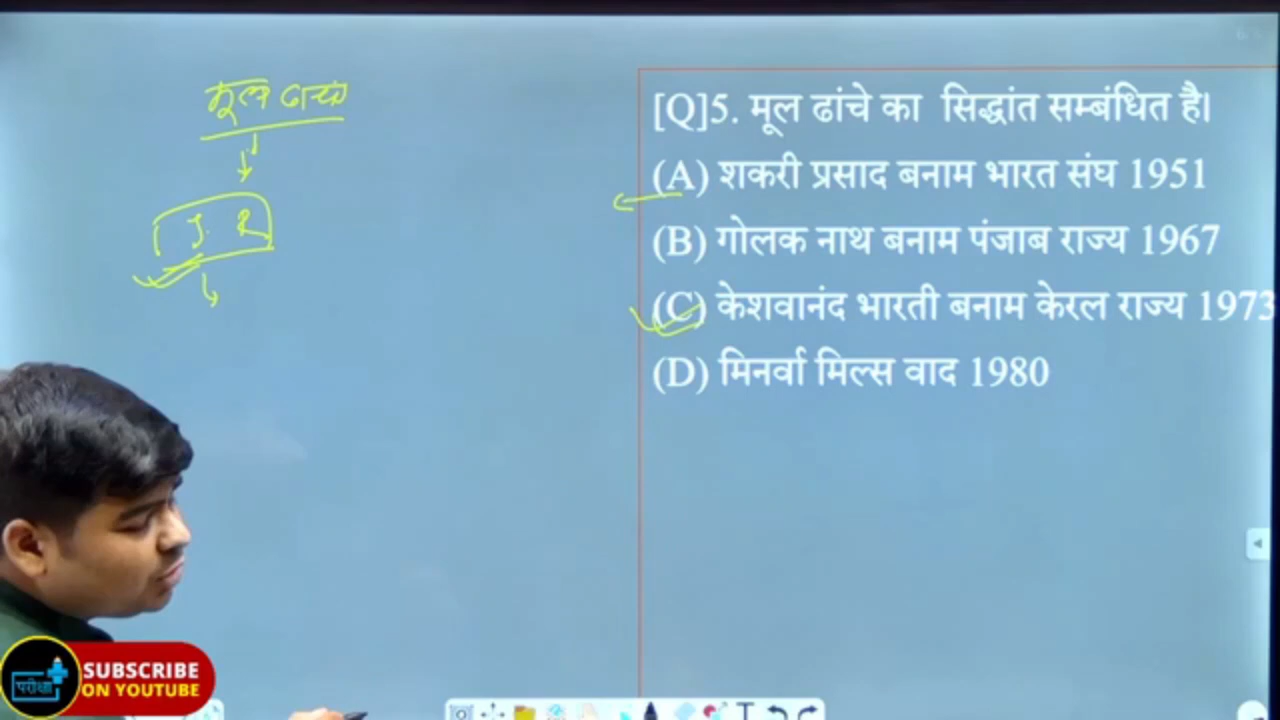 मूल ढांचा
J. R
[Q]5. मूल ढांचे का सिद्धांत सम्बंधित है।
(A) शकरी प्रसाद बनाम भारत संघ 1951
(B) गोलक नाथ बनाम पंजाब राज्य 1967
(C) केशवानंद भारती बनाम केरल राज्य 1973
(D) मिनर्वा मिल्स वाद 1980
परीक्षा
SUBSCRIBE
ON YOUTUBE